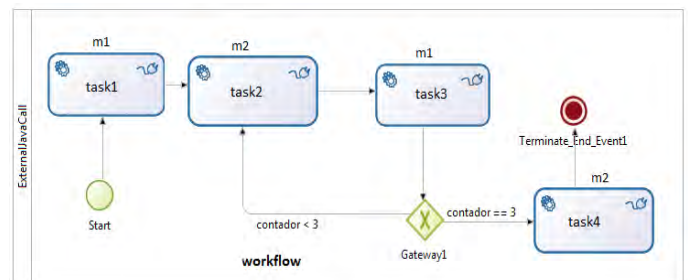 ExternalJavaCall
m1
task1
m2
task2
m1
task3
Terminate_End_Event1
Start
contador < 3
Gateway1
contador == 3
m2
task4
workflow